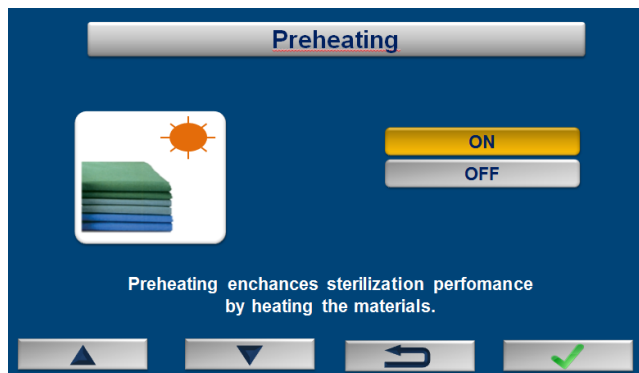 Preheating
ON
OFF
Preheating enchances sterilization perfomance
by heating the materials.